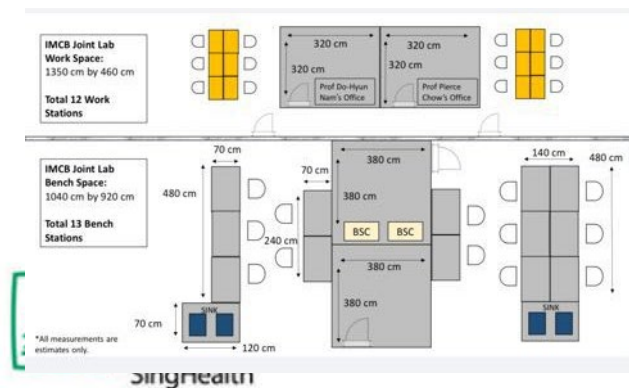 IMCB Joint Lab
Work Space:
1350 cm by 460 cm
Total 12 Work
Stations
320 cm
320 cm
320 cm
320 cm
Prof Do-Hyun
Nam's Office
Prof Pierce
Chow's Office
IMCB Joint Lab
Bench Space:
1040 cm by 920 cm
Total 13 Bench
Stations
70 cm
480 cm
70 cm
380 cm
380 cm
140 cm
480 cm
240 cm
BSC
BSC
380 cm
380 cm
SINK
SINK
70 cm
120 cm
*All measurements are
estimates only.
SingHealth